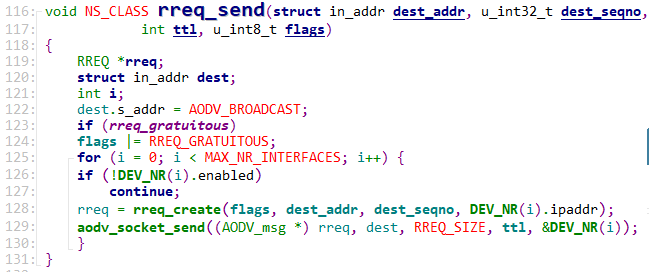 116: void NS_CLASS rreq_send(struct in_addr dest_addr, u_int32_t dest_seqno,
117:             int ttl, u_int8_t flags)
118: {
119:     RREQ *rreq;
120:     struct in_addr dest;
121:     int i;
122:     dest.s_addr = AODV_BROADCAST;
123:     if (rreq_gratuitous)
124:     flags |= RREQ_GRATUITOUS;
125:     for (i = 0; i < MAX_NR_INTERFACES; i++) {
126:     if (!DEV_NR(i).enabled)
127:         continue;
128:     rreq = rreq_create(flags, dest_addr, dest_seqno, DEV_NR(i).ipaddr);
129:     aodv_socket_send((AODV_msg *) rreq, dest, RREQ_SIZE, ttl, &DEV_NR(i));
130:     }
131: }